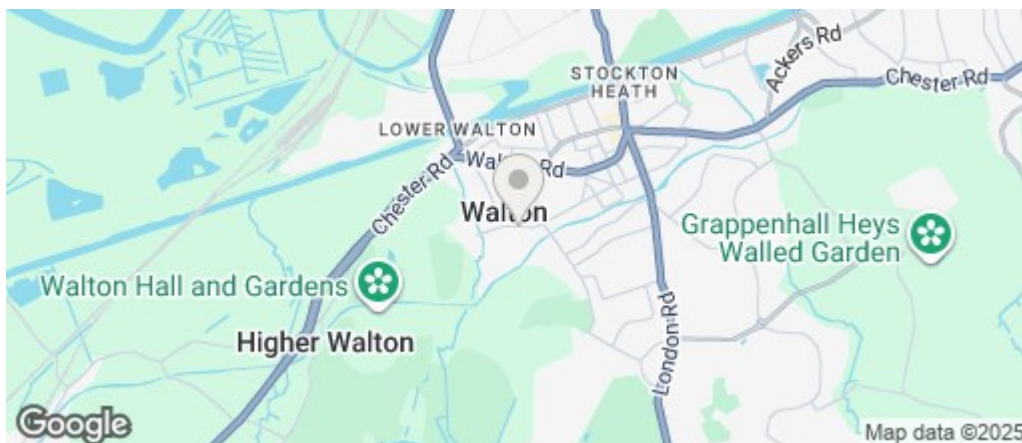 Ackers Rd
Chester Rd
STOCKTON
HEATH
LOWER WALTON
Rd
Chester Rd
Walton
Grappenhall Heys
Walled Garden
Walton Hall and Gardens
London Rd
Higher Walton
Google
Map data ©2025